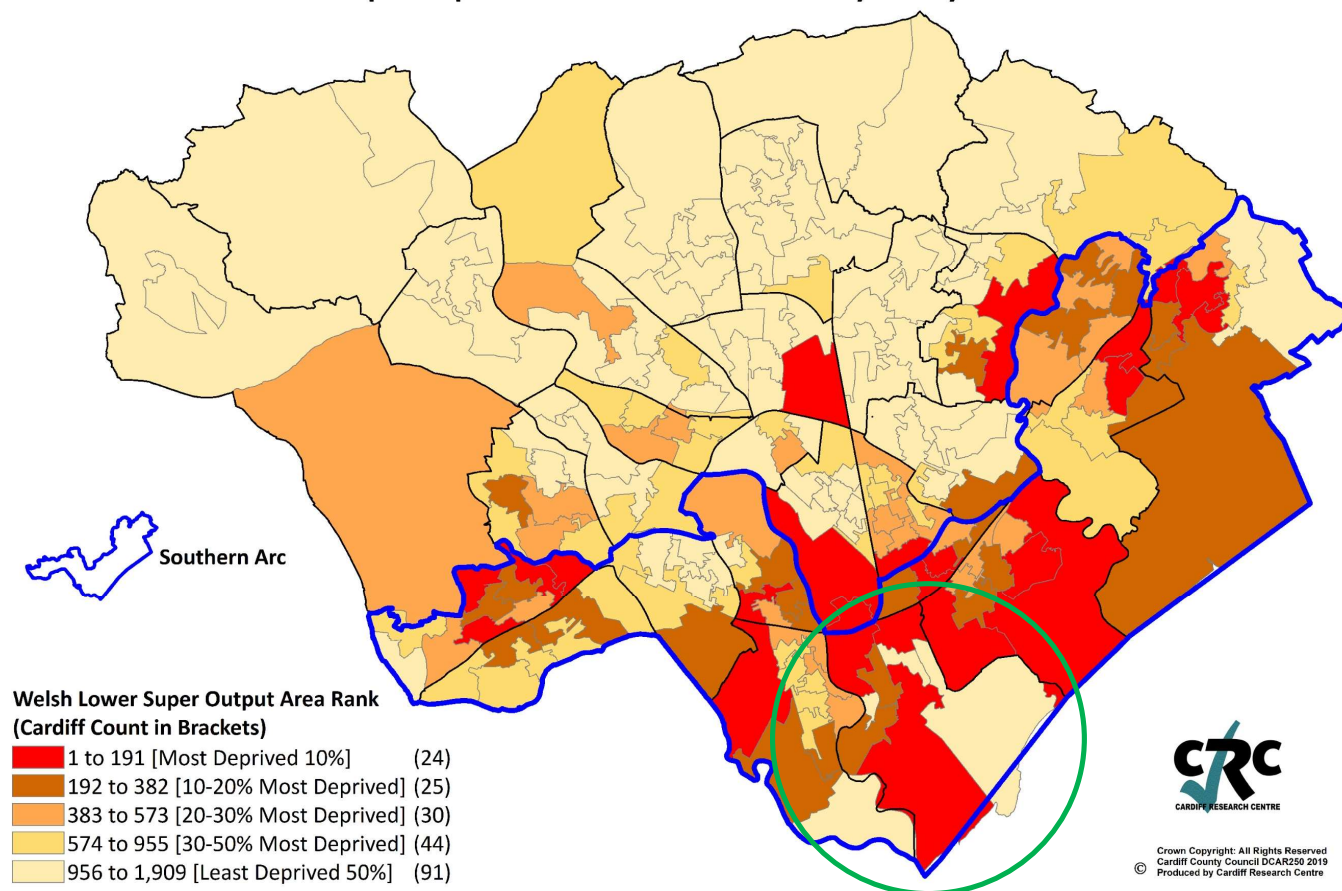 Southern Arc
Welsh Lower Super Output Area Rank
(Cardiff Count in Brackets)
1 to 191 [Most Deprived 10%] (24)
192 to 382 [10-20% Most Deprived] (25)
383 to 573 [20-30% Most Deprived] (30)
574 to 955 [30-50% Most Deprived] (44)
956 to 1,909 [Least Deprived 50%] (91)
CRC
CARDIFF RESEARCH CENTRE
Crown Copyright: All Rights Reserved
Cardiff County Council DCAR250 2019
© Produced by Cardiff Research Centre